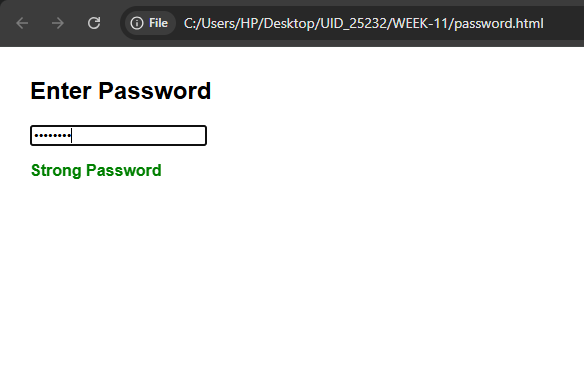 File C:/Users/HP/Desktop/UID_25232/WEEK-11/password.html
Enter Password
••••••••
Strong Password